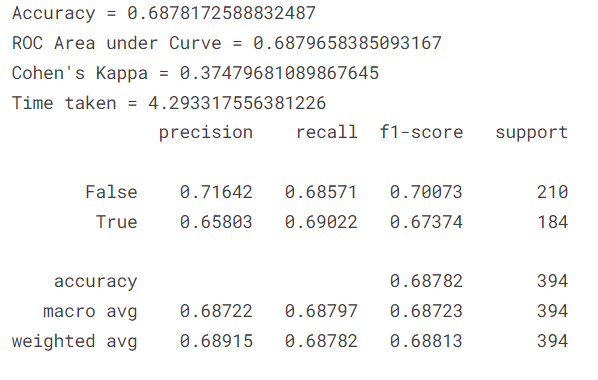 Accuracy = 0.6878172588832487
ROC Area under Curve = 0.6879658385093167
Cohen's Kappa = 0.37479681089867645
Time taken = 4.293317556381226
precision recall f1-score support
False 0.71642 0.68571 0.70073 210
True 0.65803 0.69022 0.67374 184
accuracy 0.68782 394
macro avg 0.68722 0.68797 0.68723 394
weighted avg 0.68915 0.68782 0.68813 394